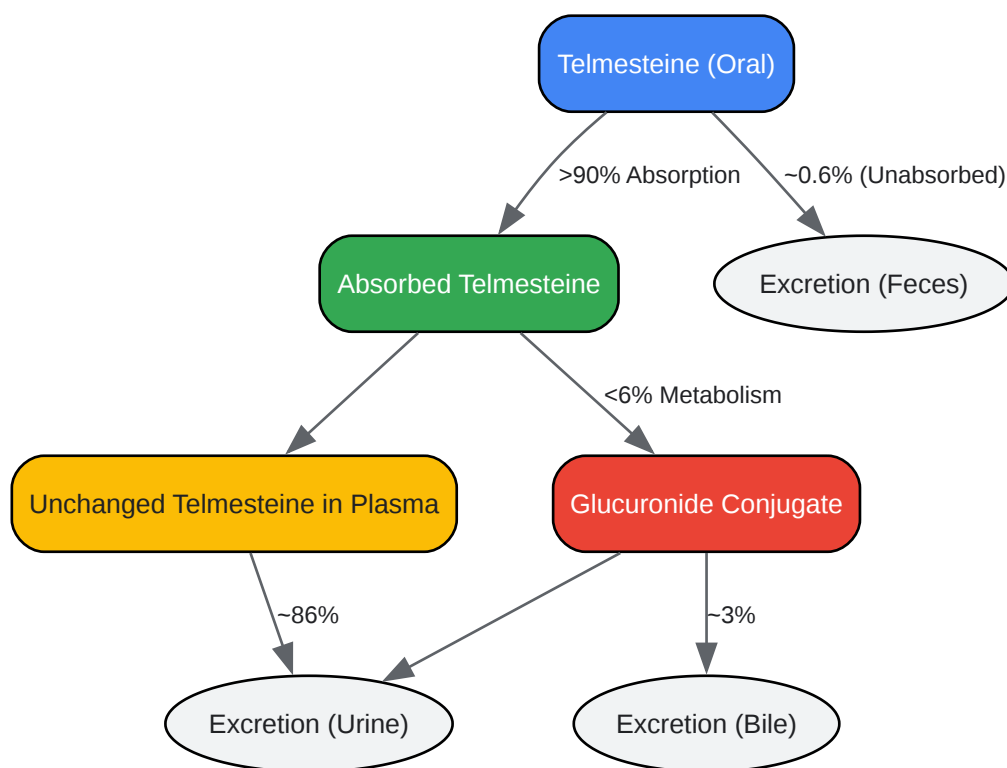 Telmesteine (Oral)
>90% Absorption
~0.6% (Unabsorbed)
Absorbed Telmesteine
Excretion (Feces)
<6% Metabolism
Unchanged Telmesteine in Plasma
Glucuronide Conjugate
~86%
~3%
Excretion (Urine)
Excretion (Bile)